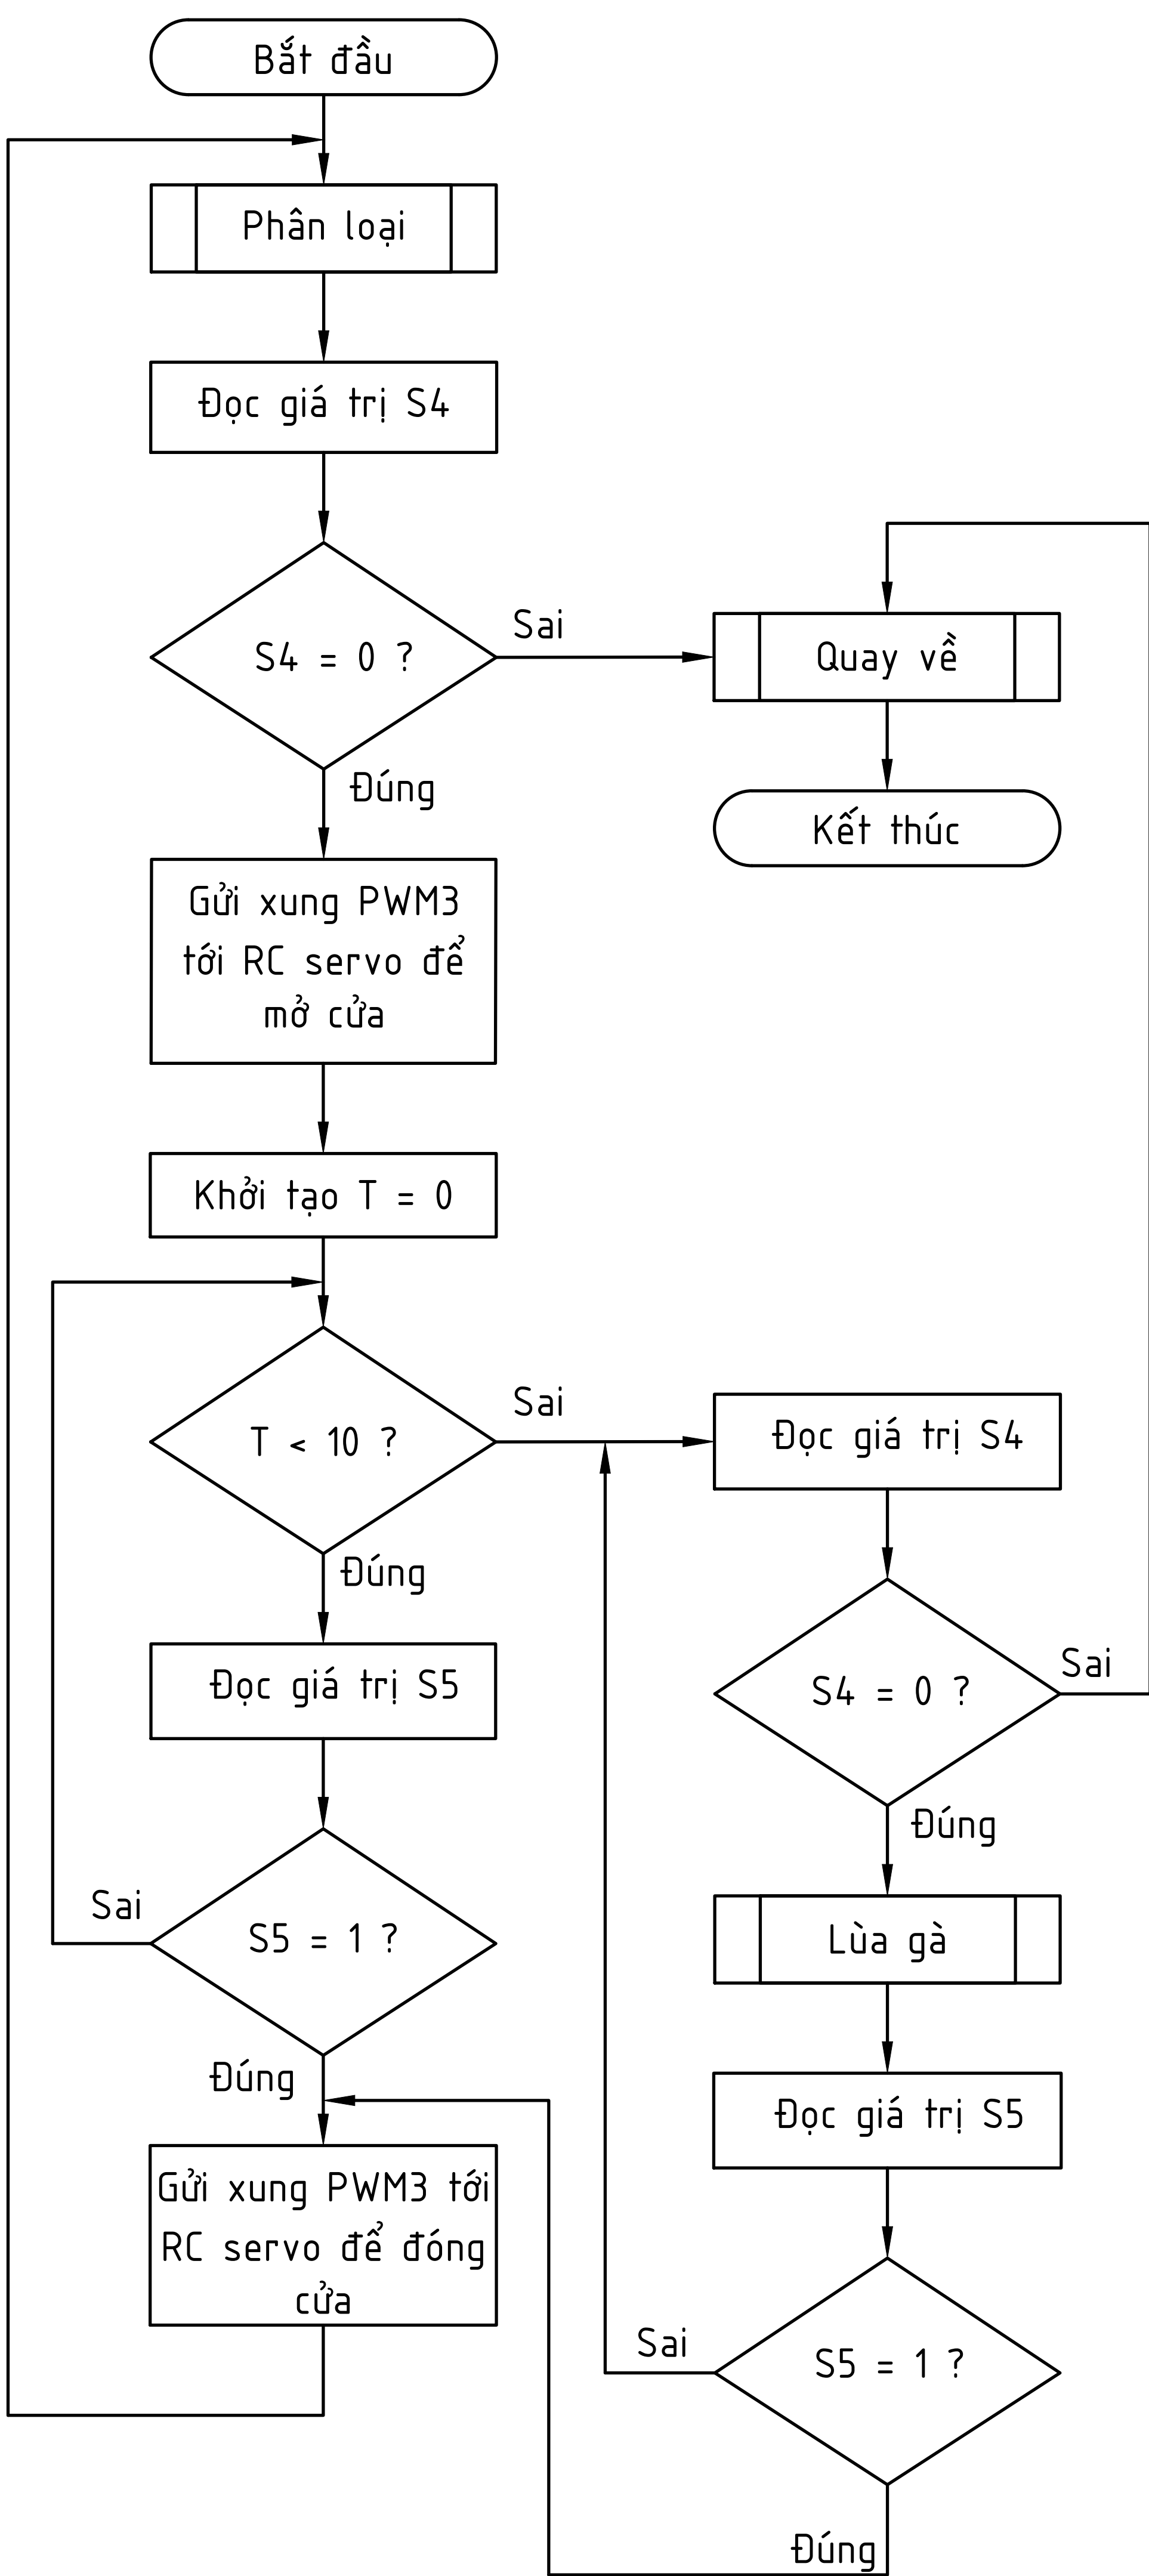 Bắt đầu
Phân loại
Đọc giá trị S4
S4 = 0 ?
Sai
Quay về
Kết thúc
Đúng
Gửi xung PWM3
tới RC servo để
mở cửa
Khởi tạo T = 0
T < 10 ?
Sai
Đọc giá trị S4
Đúng
Đọc giá trị S5
S4 = 0 ?
Sai
Đúng
Sai
S5 = 1 ?
Lùa gà
Đúng
Đọc giá trị S5
Gửi xung PWM3 tới
RC servo để đóng
cửa
Sai
S5 = 1 ?
Đúng